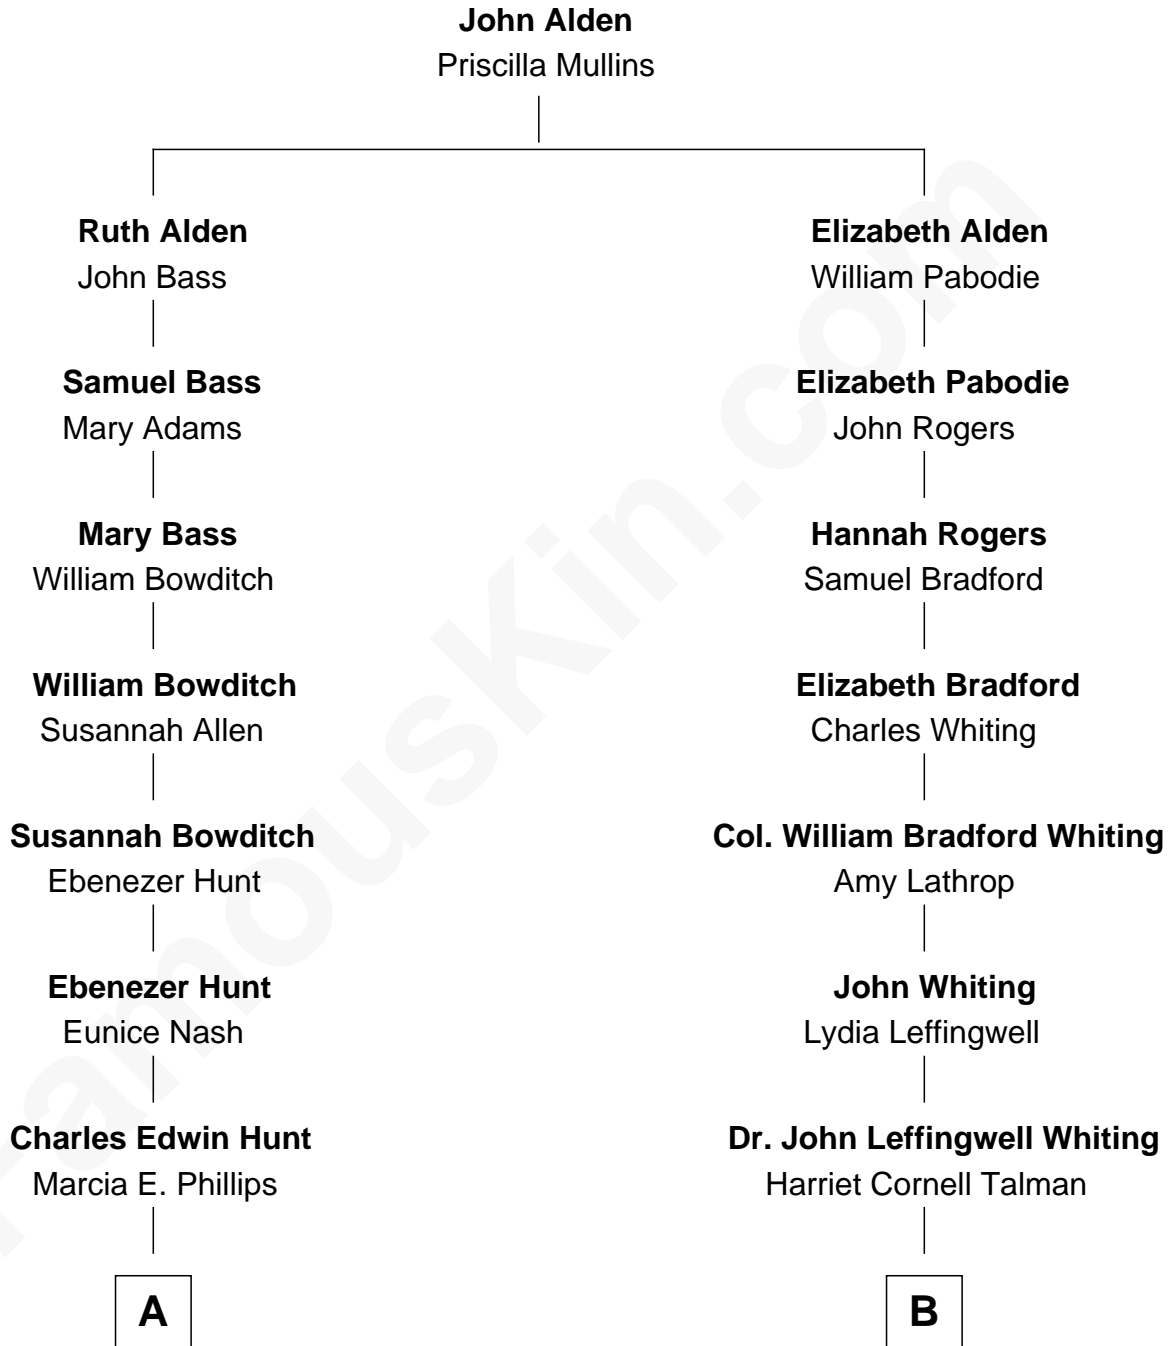 John Alden
Priscilla Mullins
Ruth Alden
John Bass
Elizabeth Alden
William Pabodie
Samuel Bass
Mary Adams
Elizabeth Pabodie
John Rogers
Mary Bass
William Bowditch
Hannah Rogers
Samuel Bradford
William Bowditch
Susannah Allen
Elizabeth Bradford
Charles Whiting
Susannah Bowditch
Ebenezer Hunt
Col. William Bradford Whiting
Amy Lathrop
Ebenezer Hunt
Eunice Nash
John Whiting
Lydia Leffingwell
Charles Edwin Hunt
Marcia E. Phillips
Dr. John Leffingwell Whiting
Harriet Cornell Talman
A
B
FamousKin.com